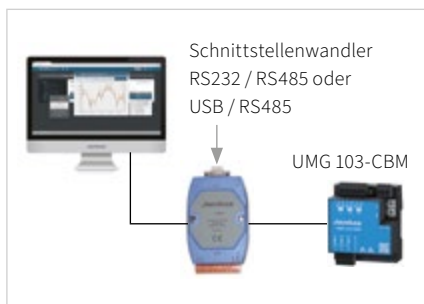 Schnittstellenwandler
RS232 / RS485 oder
USB / RS485
UMG 103-CBM